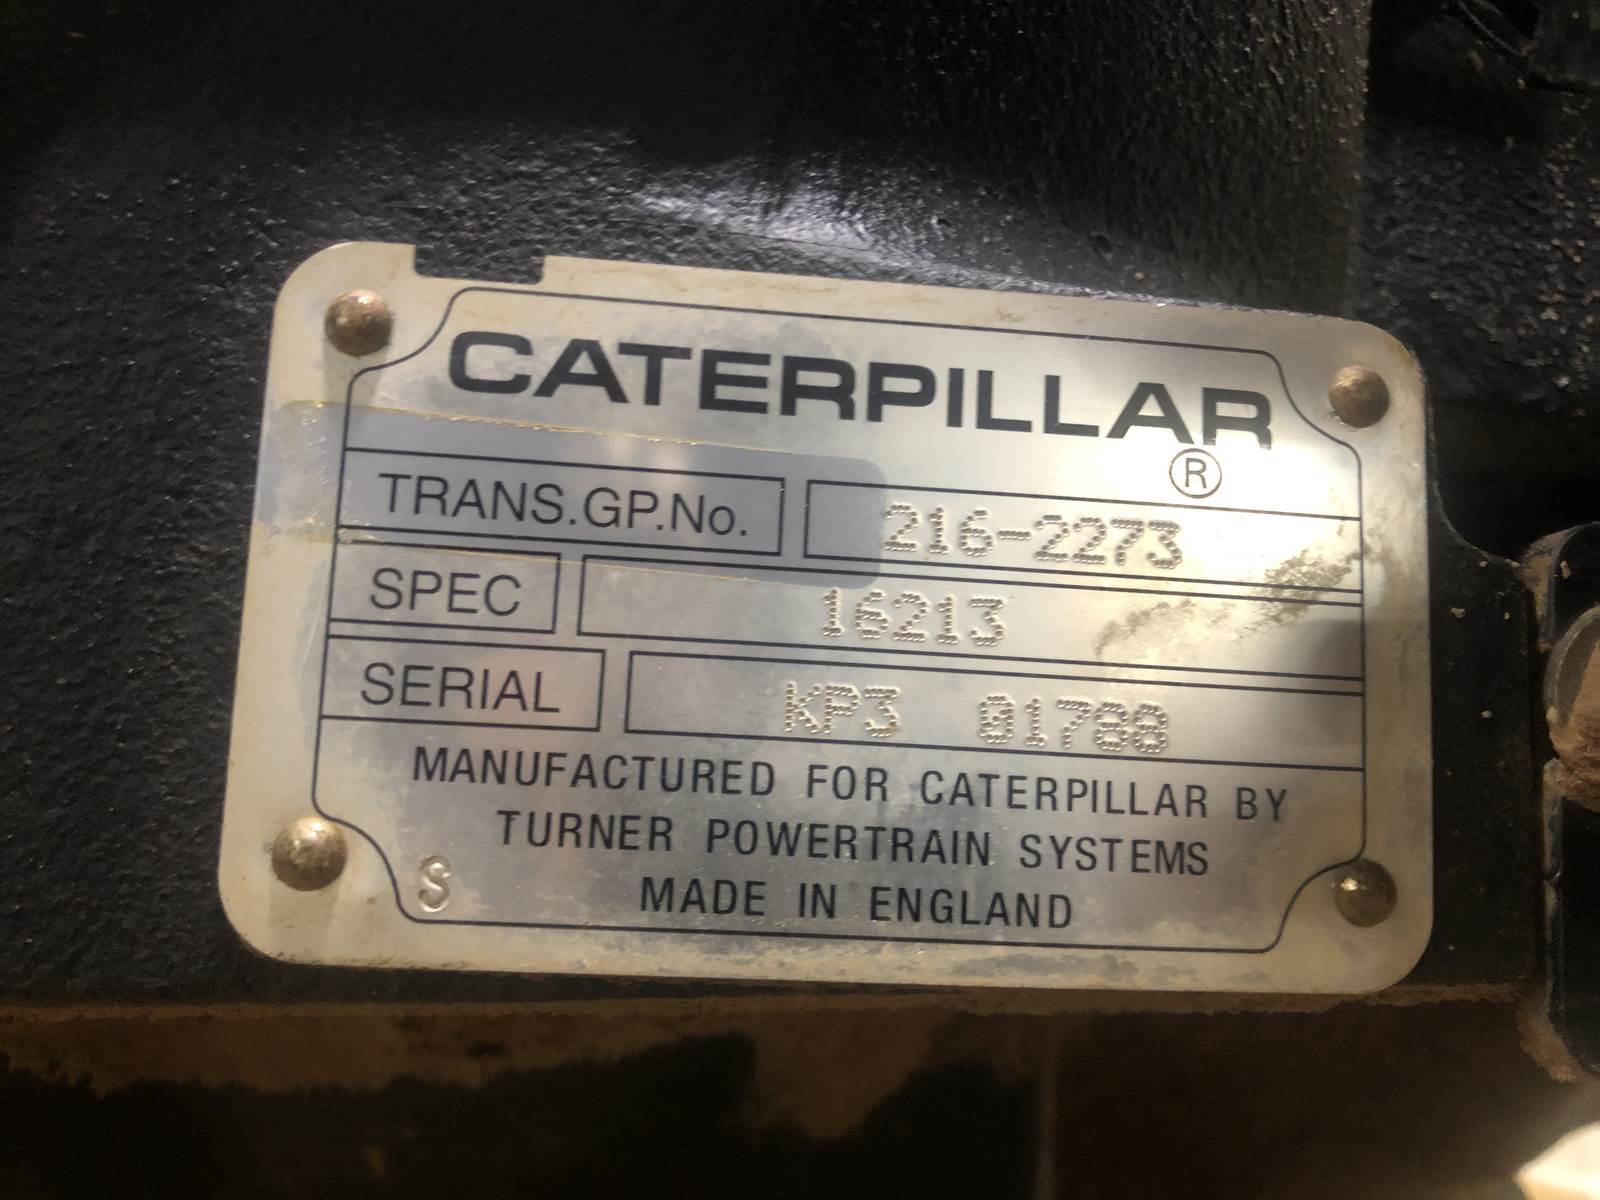 CATERPILLAR
®
TRANS.GP.No. 216-2273
SPEC 16213
SERIAL KP3 01788
MANUFACTURED FOR CATERPILLAR BY
TURNER POWERTRAIN SYSTEMS
MADE IN ENGLAND
S